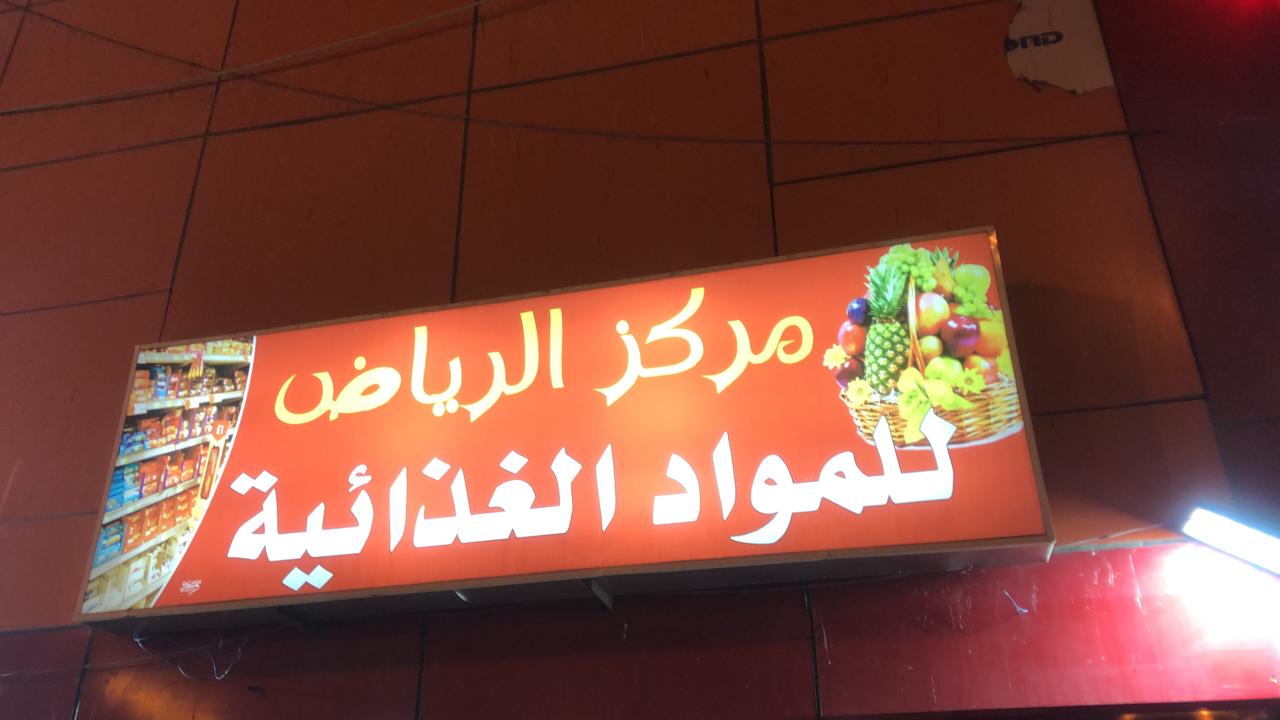 مركز الرياض
للمواد الغذائية